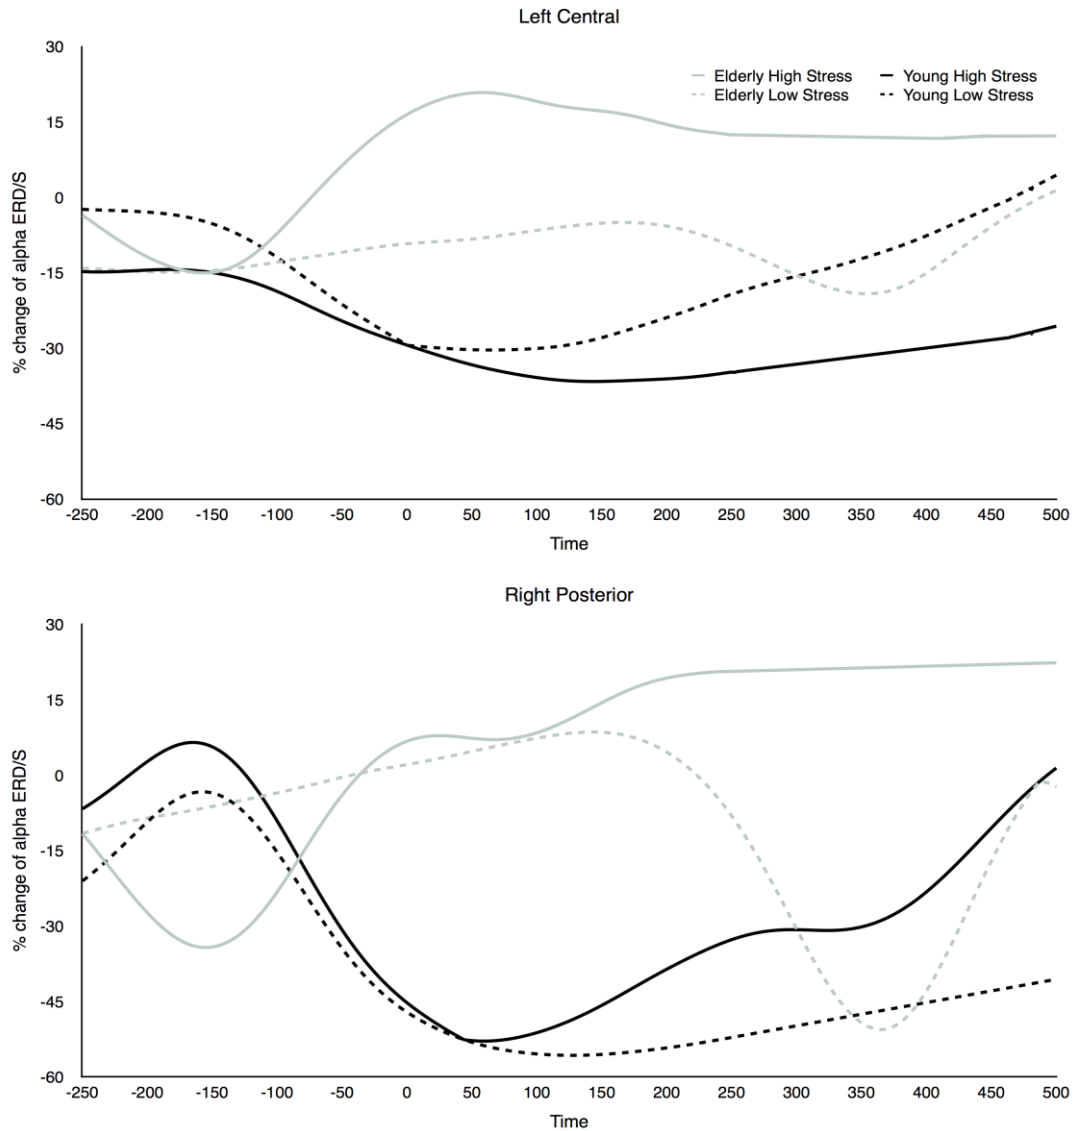 Left Central
30
Elderly High Stress Young High Stress
Elderly Low Stress Young Low Stress
15
0
-15
-30
-45
-60
% change of alpha ERD/S
-250 -200 -150 -100 -50 0 50 100 150 200 250 300 350 400 450 500
Time
Right Posterior
30
15
0
-15
-30
-45
-60
% change of alpha ERD/S
-250 -200 -150 -100 -50 0 50 100 150 200 250 300 350 400 450 500
Time